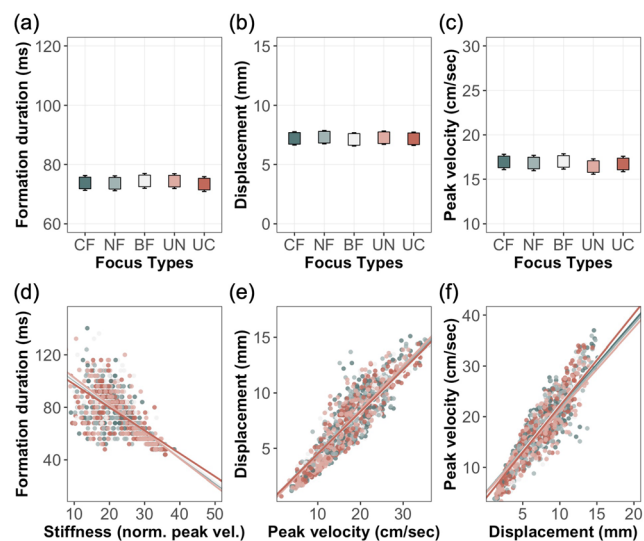 (a)
Formation duration (ms)
120
100
80
60
CF NF BF UN UC
Focus Types
(b)
Displacement (mm)
15
10
5
0
CF NF BF UN UC
Focus Types
(c)
Peak velocity (cm/sec)
30
25
20
15
10
CF NF BF UN UC
Focus Types
(d)
Formation duration (ms)
120
80
40
10 20 30 40 50
Stiffness (norm. peak vel.)
(e)
Displacement (mm)
15
10
5
0 10 20 30
Peak velocity (cm/sec)
(f)
Peak velocity (cm/sec)
40
30
20
10
5 10 15 20
Displacement (mm)